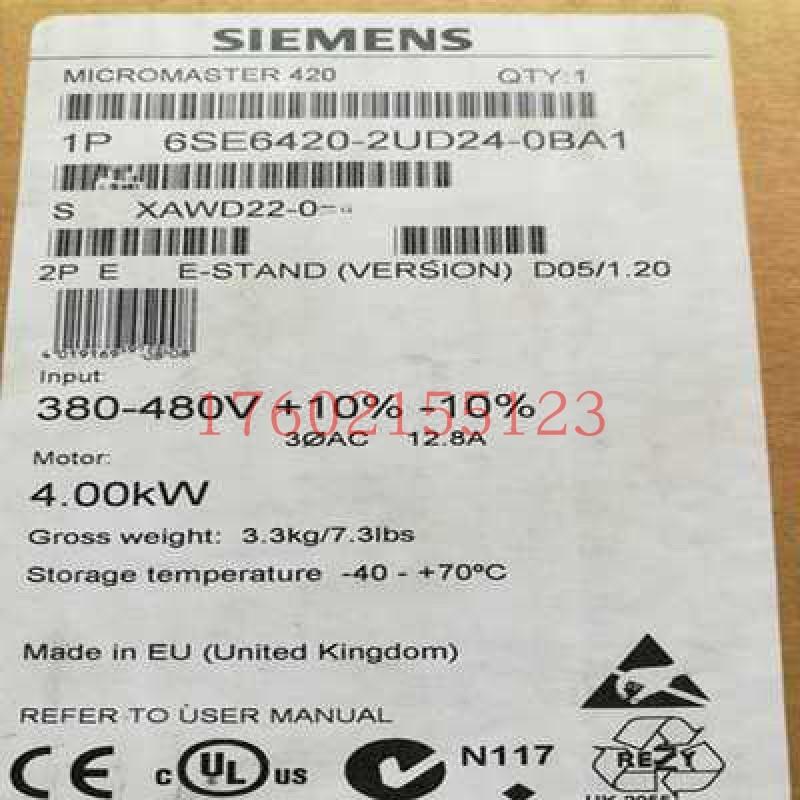 SIEMENS
MICROMASTER 420 QTY:1
1P 6SE6420-2UD24-0BA1
S XAWD22-0
2P E E-STAND (VERSION) D05/1.20
Input:
380-480V +10% -10%
17602155123
3ØAC 12.8A
Motor:
4.00kW
Gross weight: 3.3kg/7.3lbs
Storage temperature -40 - +70°C
Made in EU (United Kingdom)
REFER TO USER MANUAL
CE C UL US N117 REZY